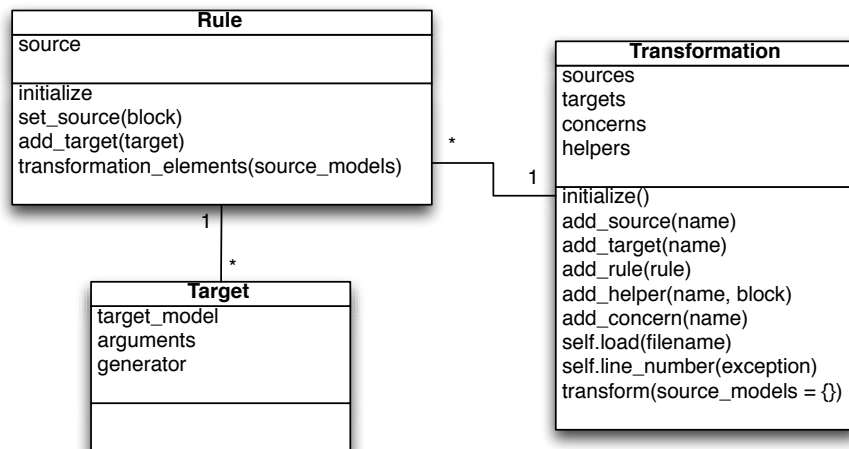 Rule
source
initialize
set_source(block)
add_target(target)
transformation_elements(source_models)
*
1
Transformation
sources
targets
concerns
helpers
initialize()
add_source(name)
add_target(name)
add_rule(rule)
add_helper(name, block)
add_concern(name)
self.load(filename)
self.line_number(exception)
transform(source_models = {})
1
*
Target
target_model
arguments
generator